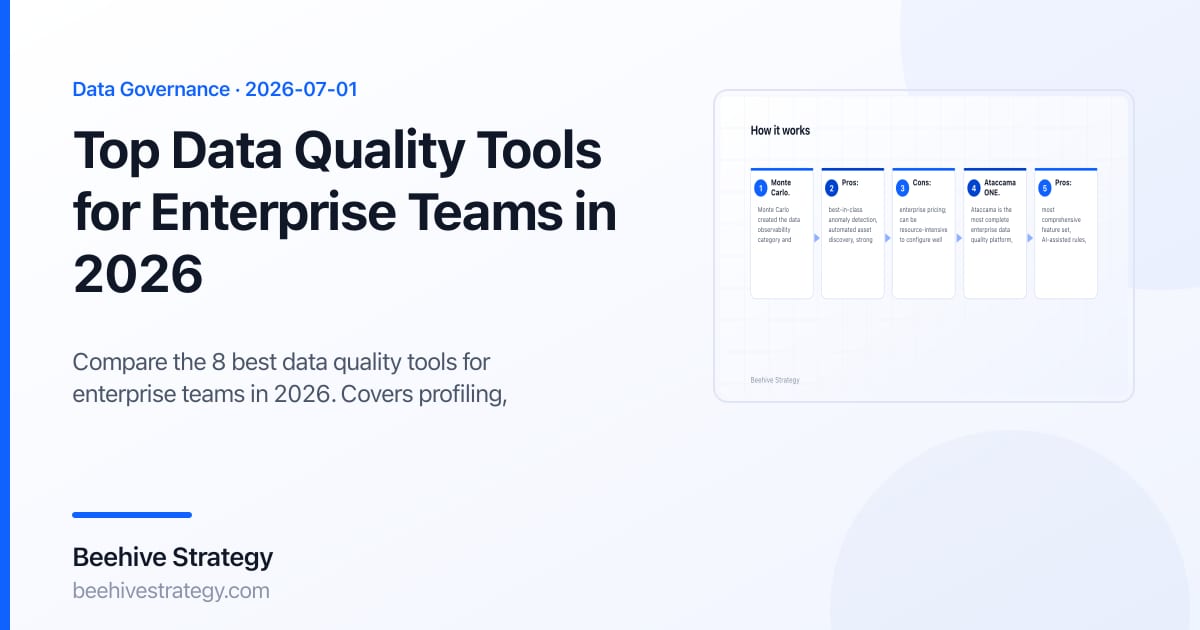 Data Governance · 2026-07-01
Top Data Quality Tools
for Enterprise Teams in
2026
Compare the 8 best data quality tools for
enterprise teams in 2026. Covers profiling,
Beehive Strategy
beehivestrategy.com
How it works
1
Monte
Carlo.
Monte Carlo
created the data
observability
category and
2
Pros:
best-in-class
anomaly detection,
automated asset
discovery, strong
3
Cons:
enterprise pricing;
can be
resource-intensive
to configure well
4
Ataccama
ONE.
Ataccama is the
most complete
enterprise data
quality platform,
5
Pros:
most
comprehensive
feature set,
AI-assisted rules,
Beehive Strategy